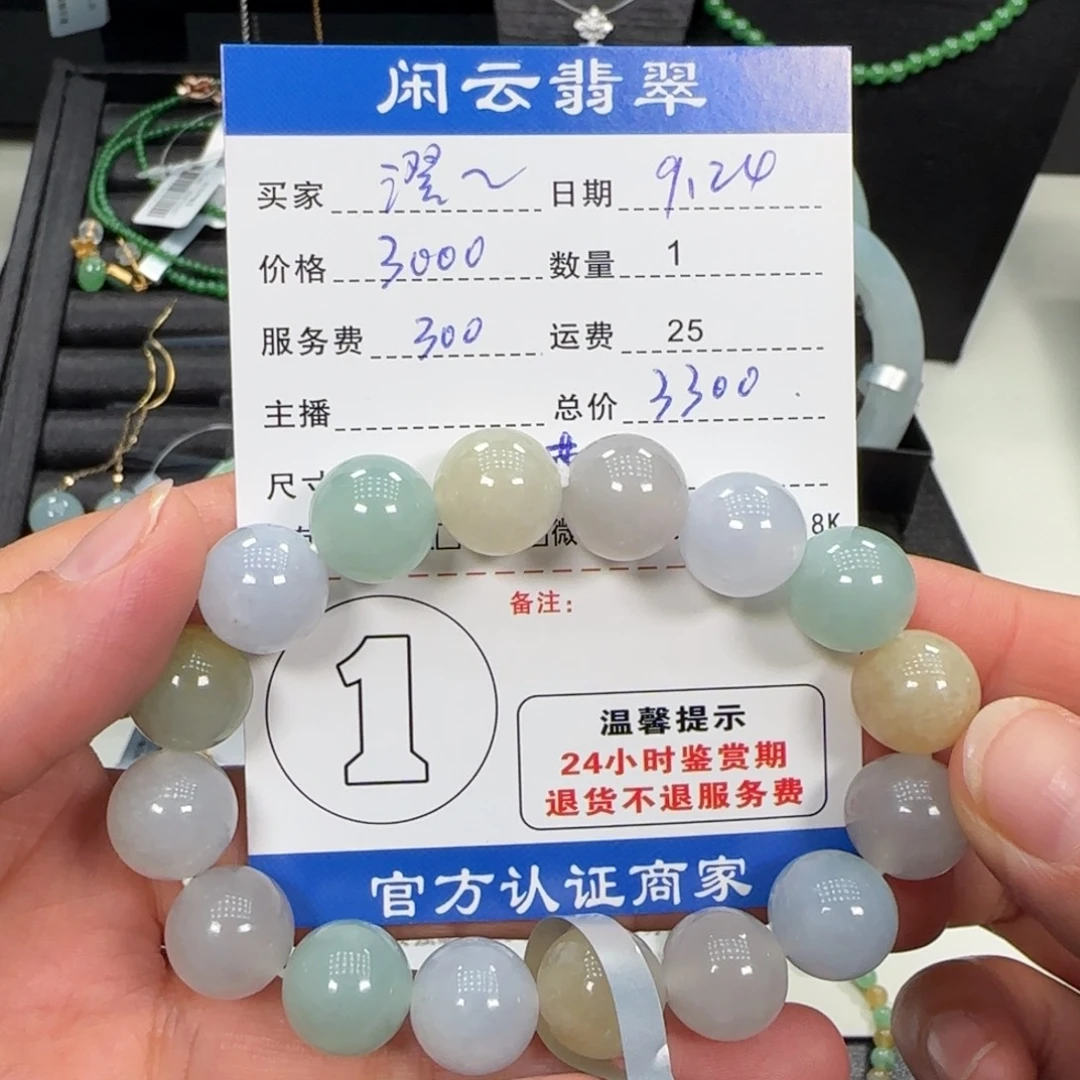 闲云翡翠
买家 濯~ 日期 9.24
价格 3000 数量 1
服务费 300 运费 25
主播 总价 3300
尺寸
微 8K
备注：
1
温馨提示
24小时鉴赏期
退货不退服务费
官方认证商家